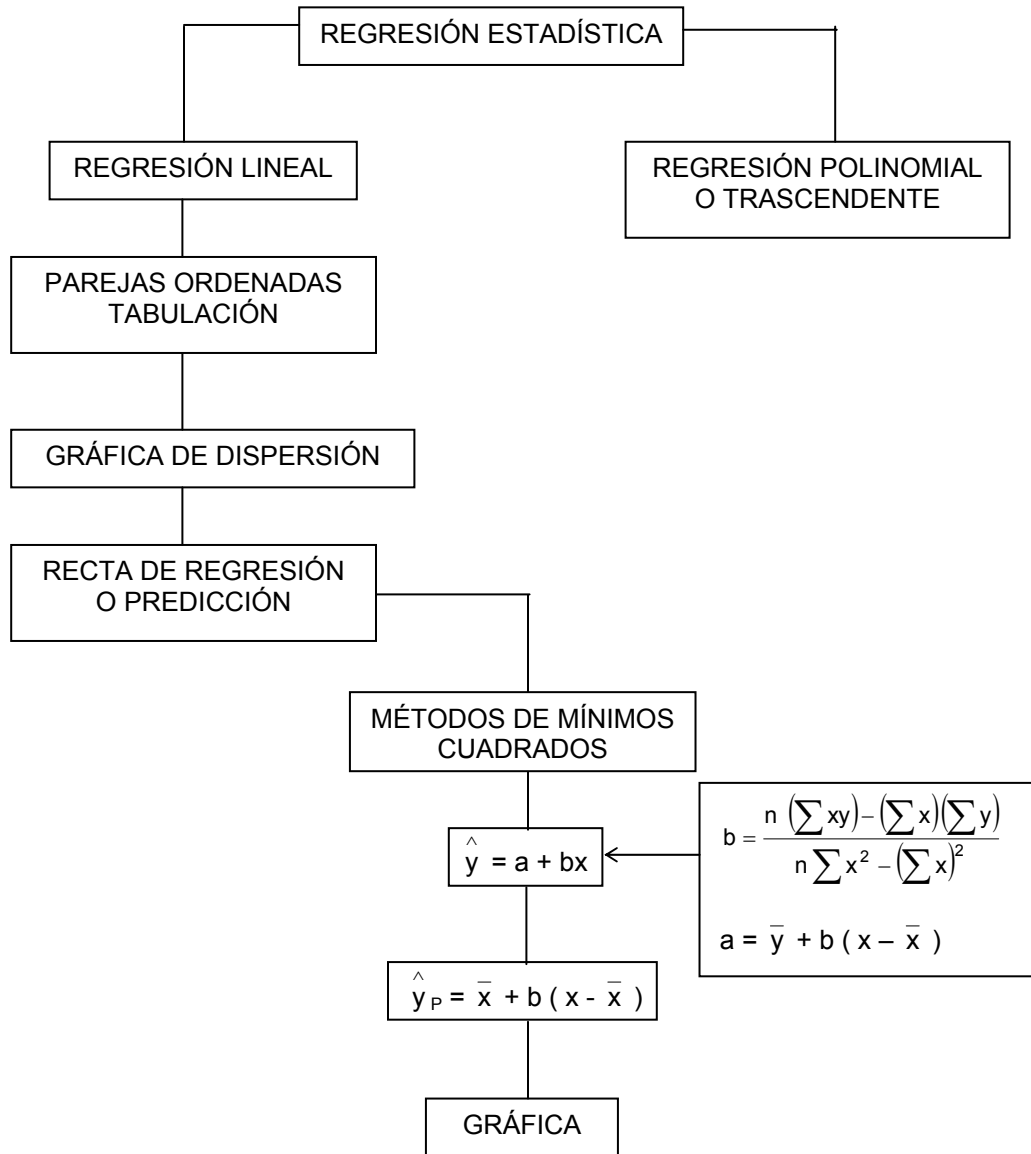 REGRESIÓN ESTADÍSTICA
REGRESIÓN LINEAL
REGRESIÓN POLINOMIAL
O TRASCENDENTE
PAREJAS ORDENADAS
TABULACIÓN
GRÁFICA DE DISPERSIÓN
RECTA DE REGRESIÓN
O PREDICCIÓN
MÉTODOS DE MÍNIMOS
CUADRADOS
ŷ = a + bx
b = (n (∑xy) − (∑x)(∑y)) / (n∑x² − (∑x)²)
a = y̅ + b ( x – x̅ )
ŷ P = x̅ + b ( x - x̅ )
GRÁFICA